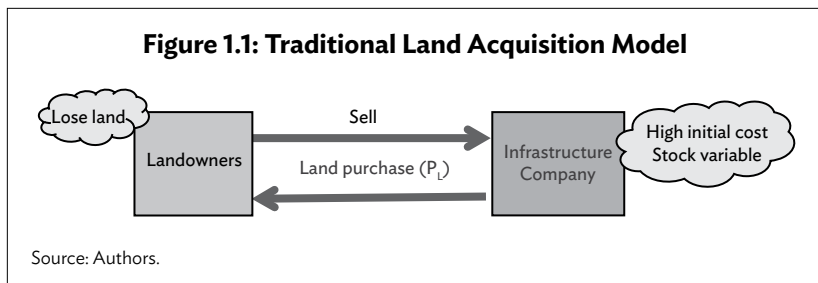 Figure 1.1: Traditional Land Acquisition Model
Lose land
Landowners
Sell
Land purchase (P_L)
Infrastructure
Company
High initial cost
Stock variable
Source: Authors.